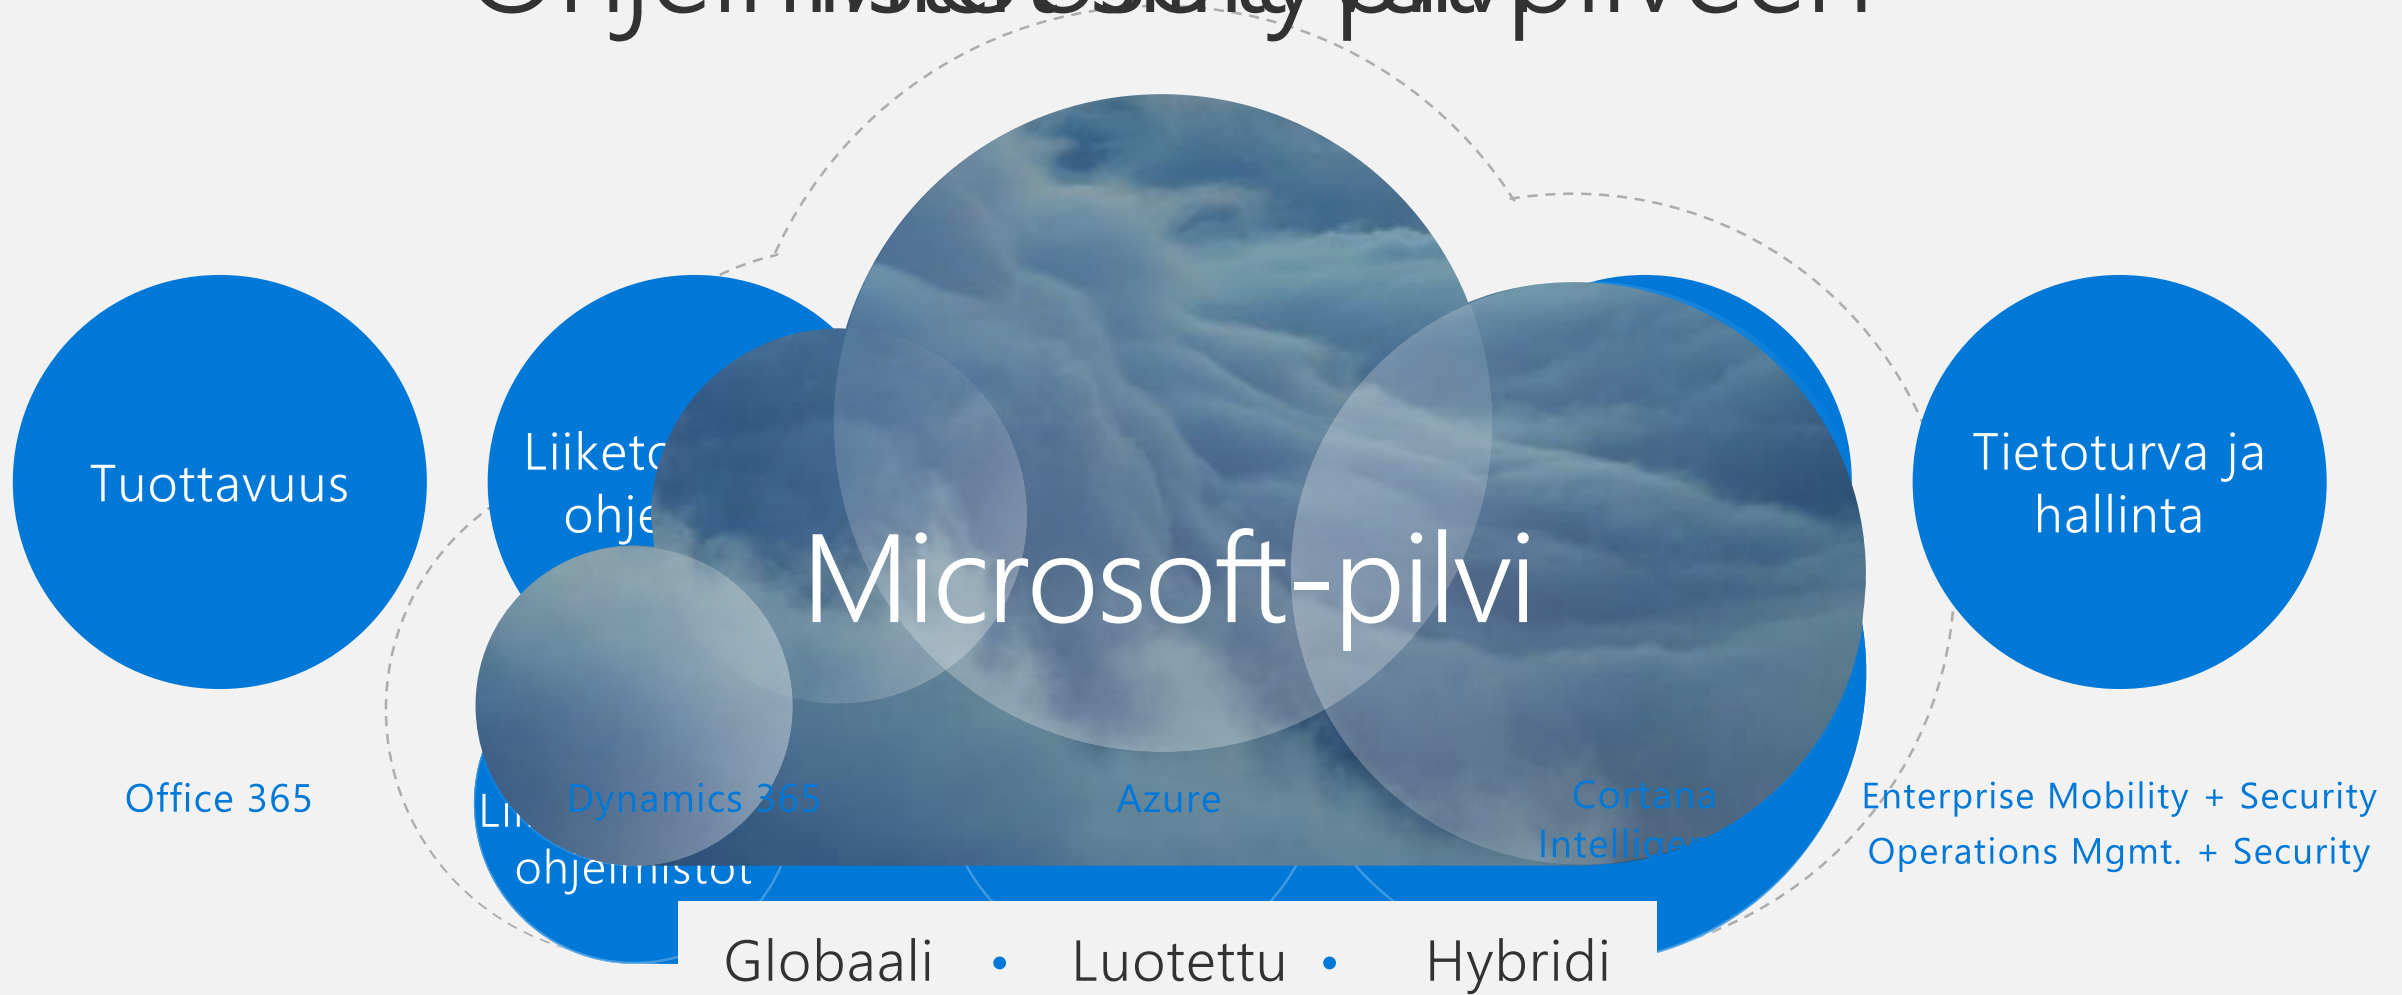 Tuottavuus
Tietoturva ja
hallinta
Microsoft-pilvi
Office 365
Dynamics 365
Azure
Cortana
Enterprise Mobility + Security
Operations Mgmt. + Security
ohjelmistot
Globaali • Luotettu • Hybridi